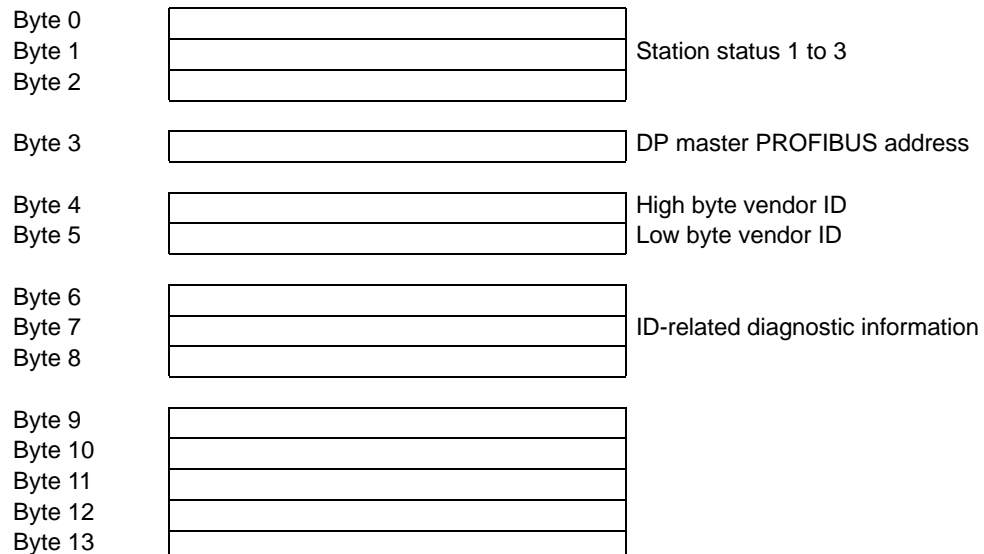 Byte 0
Byte 1 Station status 1 to 3
Byte 2
Byte 3 DP master PROFIBUS address
Byte 4 High byte vendor ID
Byte 5 Low byte vendor ID
Byte 6
Byte 7 ID-related diagnostic information
Byte 8
Byte 9
Byte 10
Byte 11
Byte 12
Byte 13